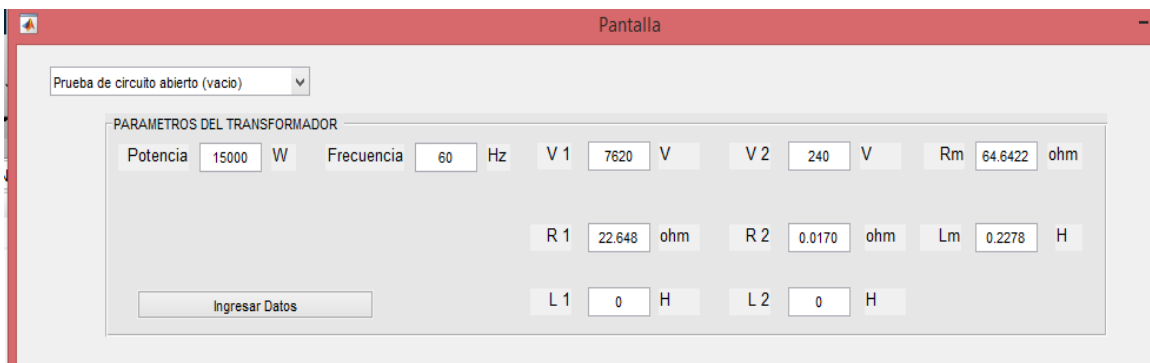 Pantalla
Prueba de circuito abierto (vacio)
PARAMETROS DEL TRANSFORMADOR
Potencia 15000 W Frecuencia 60 Hz V 1 7620 V V 2 240 V Rm 64.6422 ohm
R 1 22.648 ohm R 2 0.0170 ohm Lm 0.2278 H
Ingresar Datos L 1 0 H L 2 0 H